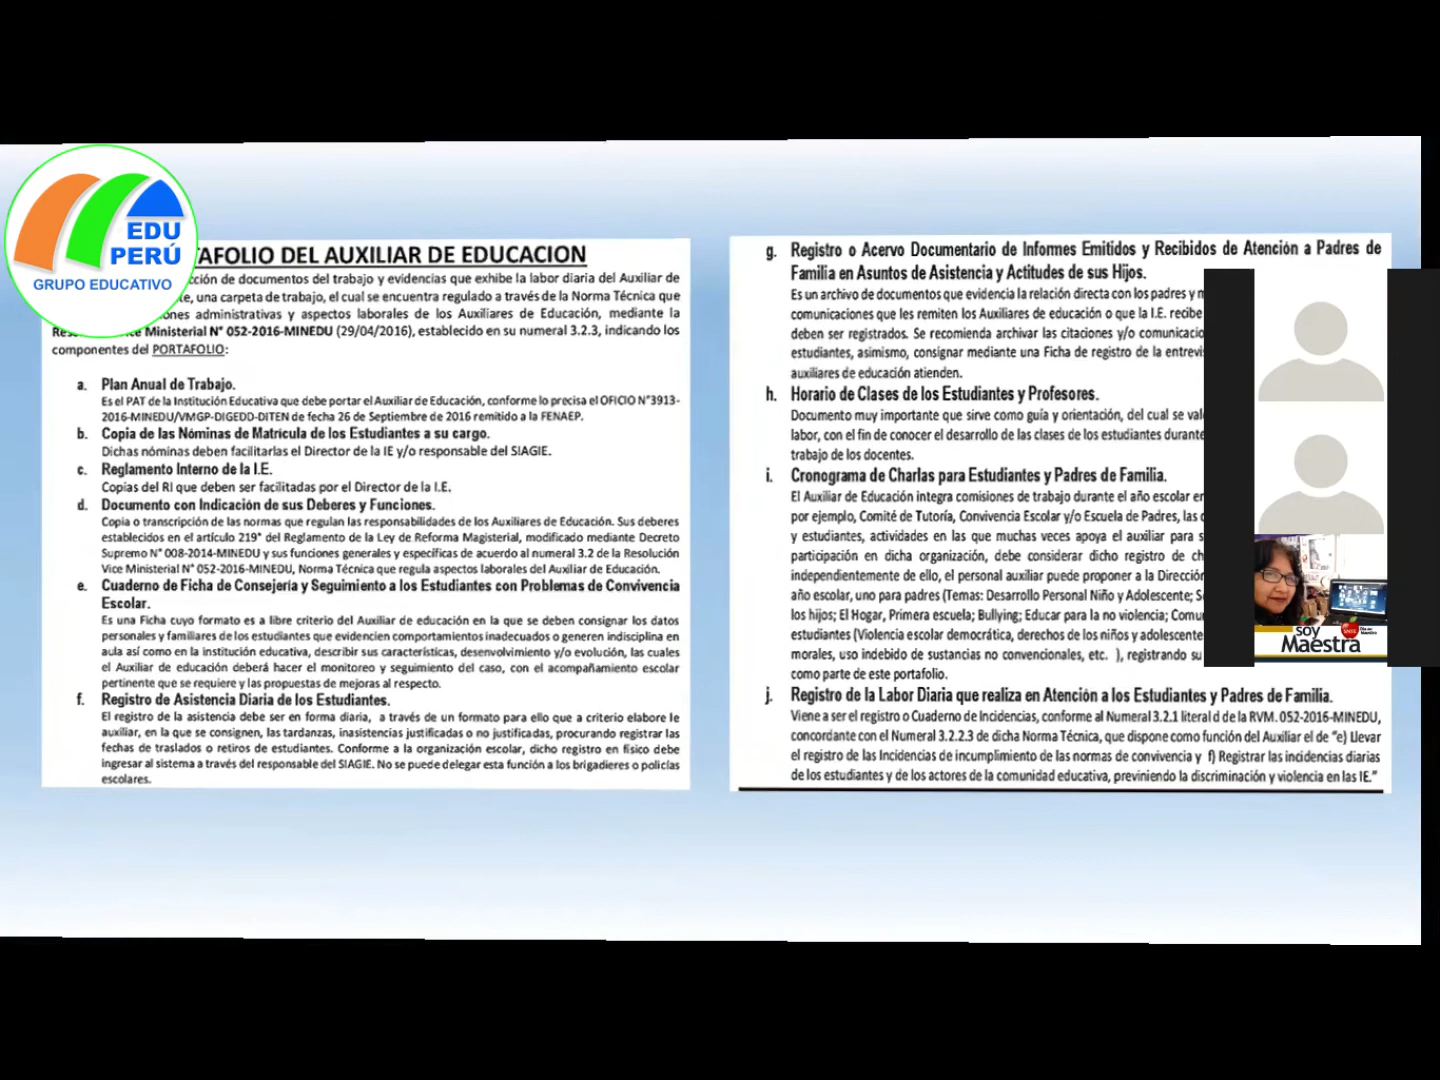 EDU
PERÚ
GRUPO EDUCATIVO
TAFOLIO DEL AUXILIAR DE EDUCACION
cción de documentos del trabajo y evidencias que exhibe la labor diaria del Auxiliar de
te, una carpeta de trabajo, el cual se encuentra regulado a través de la Norma Técnica que
ones administrativas y aspectos laborales de los Auxiliares de Educación, mediante la
Ministerial N° 052-2016-MINEDU (29/04/2016), establecido en su numeral 3.2.3, indicando los
componentes del PORTAFOLIO:
a. Plan Anual de Trabajo.
Es el PAT de la Institución Educativa que debe portar el Auxiliar de Educación, conforme lo precisa el OFICIO N°3913-
2016-MINEDU/VMGP-DIGEDD-DITEN de fecha 26 de Septiembre de 2016 remitido a la FENAEP.
b. Copia de las Nóminas de Matrícula de los Estudiantes a su cargo.
Dichas nóminas deben facilitarlas el Director de la IE y/o responsable del SIAGIE.
c. Reglamento Interno de la I.E.
Copias del RI que deben ser facilitadas por el Director de la I.E.
d. Documento con Indicación de sus Deberes y Funciones.
Copia o transcripción de las normas que regulan las responsabilidades de los Auxiliares de Educación. Sus deberes
establecidos en el artículo 219° del Reglamento de la Ley de Reforma Magisterial, modificado mediante Decreto
Supremo N° 008-2014-MINEDU y sus funciones generales y específicas de acuerdo al numeral 3.2 de la Resolución
Vice Ministerial N° 052-2016-MINEDU, Norma Técnica que regula aspectos laborales del Auxiliar de Educación.
e. Cuaderno de Ficha de Consejería y Seguimiento a los Estudiantes con Problemas de Convivencia
Escolar.
Es una Ficha cuyo formato es a libre criterio del Auxiliar de educación en la que se deben consignar los datos
personales y familiares de los estudiantes que evidencien comportamientos inadecuados o generen indisciplina en
aula así como en la institución educativa, describir sus características, desenvolvimiento y/o evolución, las cuales
el Auxiliar de educación deberá hacer el monitoreo y seguimiento del caso, con el acompañamiento escolar
pertinente que se requiere y las propuestas de mejoras al respecto.
f. Registro de Asistencia Diaria de los Estudiantes.
El registro de la asistencia debe ser en forma diaria, a través de un formato para ello que a criterio elabore le
auxiliar, en la que se consignen, las tardanzas, inasistencias justificadas o no justificadas, procurando registrar las
fechas de traslados o retiros de estudiantes. Conforme a la organización escolar, dicho registro en físico debe
ingresar al sistema a través del responsable del SIAGIE. No se puede delegar esta función a los brigadieres o policías
escolares.
g. Registro o Acervo Documentario de Informes Emitidos y Recibidos de Atención a Padres de
Familia en Asuntos de Asistencia y Actitudes de sus Hijos.
Es un archivo de documentos que evidencia la relación directa con los padres y m
comunicaciones que les remiten los Auxiliares de educación o que la I.E. recibe
deben ser registrados. Se recomienda archivar las citaciones y/o comunicacio
estudiantes, asimismo, consignar mediante una Ficha de registro de la entrevis
auxiliares de educación atienden.
h. Horario de Clases de los Estudiantes y Profesores.
Documento muy importante que sirve como guía y orientación, del cual se val
labor, con el fin de conocer el desarrollo de las clases de los estudiantes durante
trabajo de los docentes.
i. Cronograma de Charlas para Estudiantes y Padres de Familia.
El Auxiliar de Educación integra comisiones de trabajo durante el año escolar en
por ejemplo, Comité de Tutoría, Convivencia Escolar y/o Escuela de Padres, las c
y estudiantes, actividades en las que muchas veces apoya el auxiliar para s
participación en dicha organización, debe considerar dicho registro de ch
independientemente de ello, el personal auxiliar puede proponer a la Dirección
año escolar, uno para padres (Temas: Desarrollo Personal Niño y Adolescente; S
los hijos; El Hogar, Primera escuela; Bullying; Educar para la no violencia; Comu
estudiantes (Violencia escolar democrática, derechos de los niños y adolescente
morales, uso indebido de sustancias no convencionales, etc. ), registrando su
como parte de este portafolio.
j. Registro de la Labor Diaria que realiza en Atención a los Estudiantes y Padres de Familia.
Viene a ser el registro o Cuaderno de Incidencias, conforme al Numeral 3.2.1 literal d de la RVM. 052-2016-MINEDU,
concordante con el Numeral 3.2.2.3 de dicha Norma Técnica, que dispone como función del Auxiliar el de "e) Llevar
el registro de las Incidencias de incumplimiento de las normas de convivencia y f) Registrar las incidencias diarias
de los estudiantes y de los actores de la comunidad educativa, previniendo la discriminación y violencia en las IE."
soy
Maestra